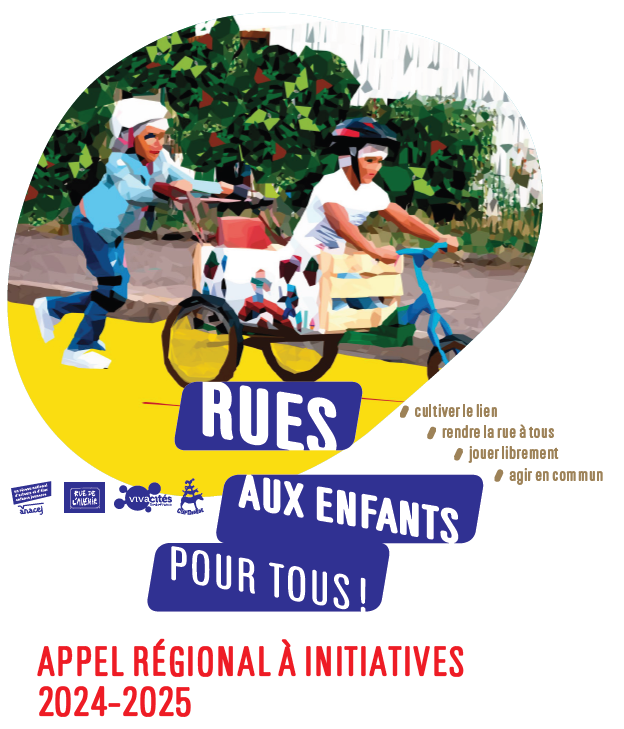 RUES
cultiver le lien
rendre la rue à tous
jouer librement
agir en commun
anacej
RUE DE
L'AVENIR
vivacités
AUX ENFANTS
POUR TOUS !
APPEL RÉGIONAL À INITIATIVES
2024-2025